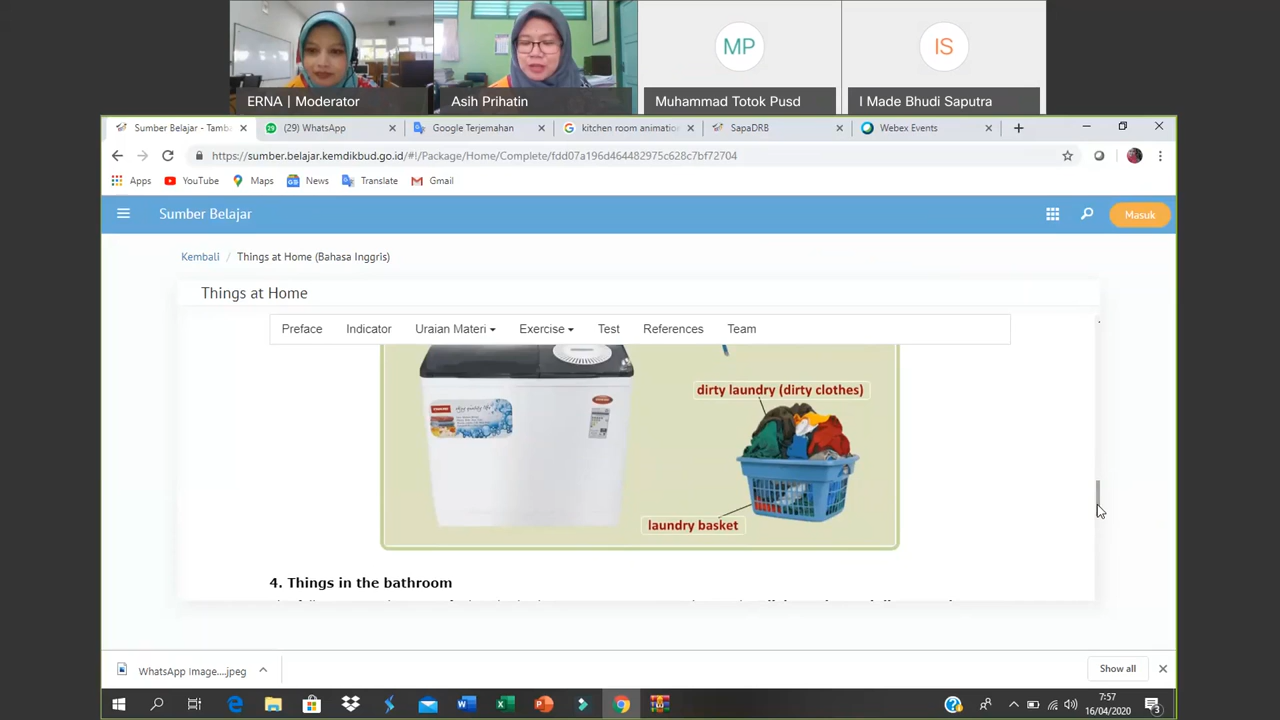 ERNA | Moderator
Asih Prihatin
MP
Muhammad Totok Pusd
IS
I Made Bhudi Saputra
Sumber Belajar - Tamba
(29) WhatsApp
Google Terjemahan
kitchen room animation
SapaDRB
Webex Events
https://sumber.belajar.kemdikbud.go.id/#!/Package/Home/Complete/fdd07a196d464482975c628c7bf72704
Apps
YouTube
Maps
News
Translate
Gmail
Sumber Belajar
Masuk
Kembali / Things at Home (Bahasa Inggris)
Things at Home
Preface
Indicator
Uraian Materi
Exercise
Test
References
Team
dirty laundry (dirty clothes)
laundry basket
4. Things in the bathroom
WhatsApp Image....jpeg
Show all
7:57
16/04/2020
3